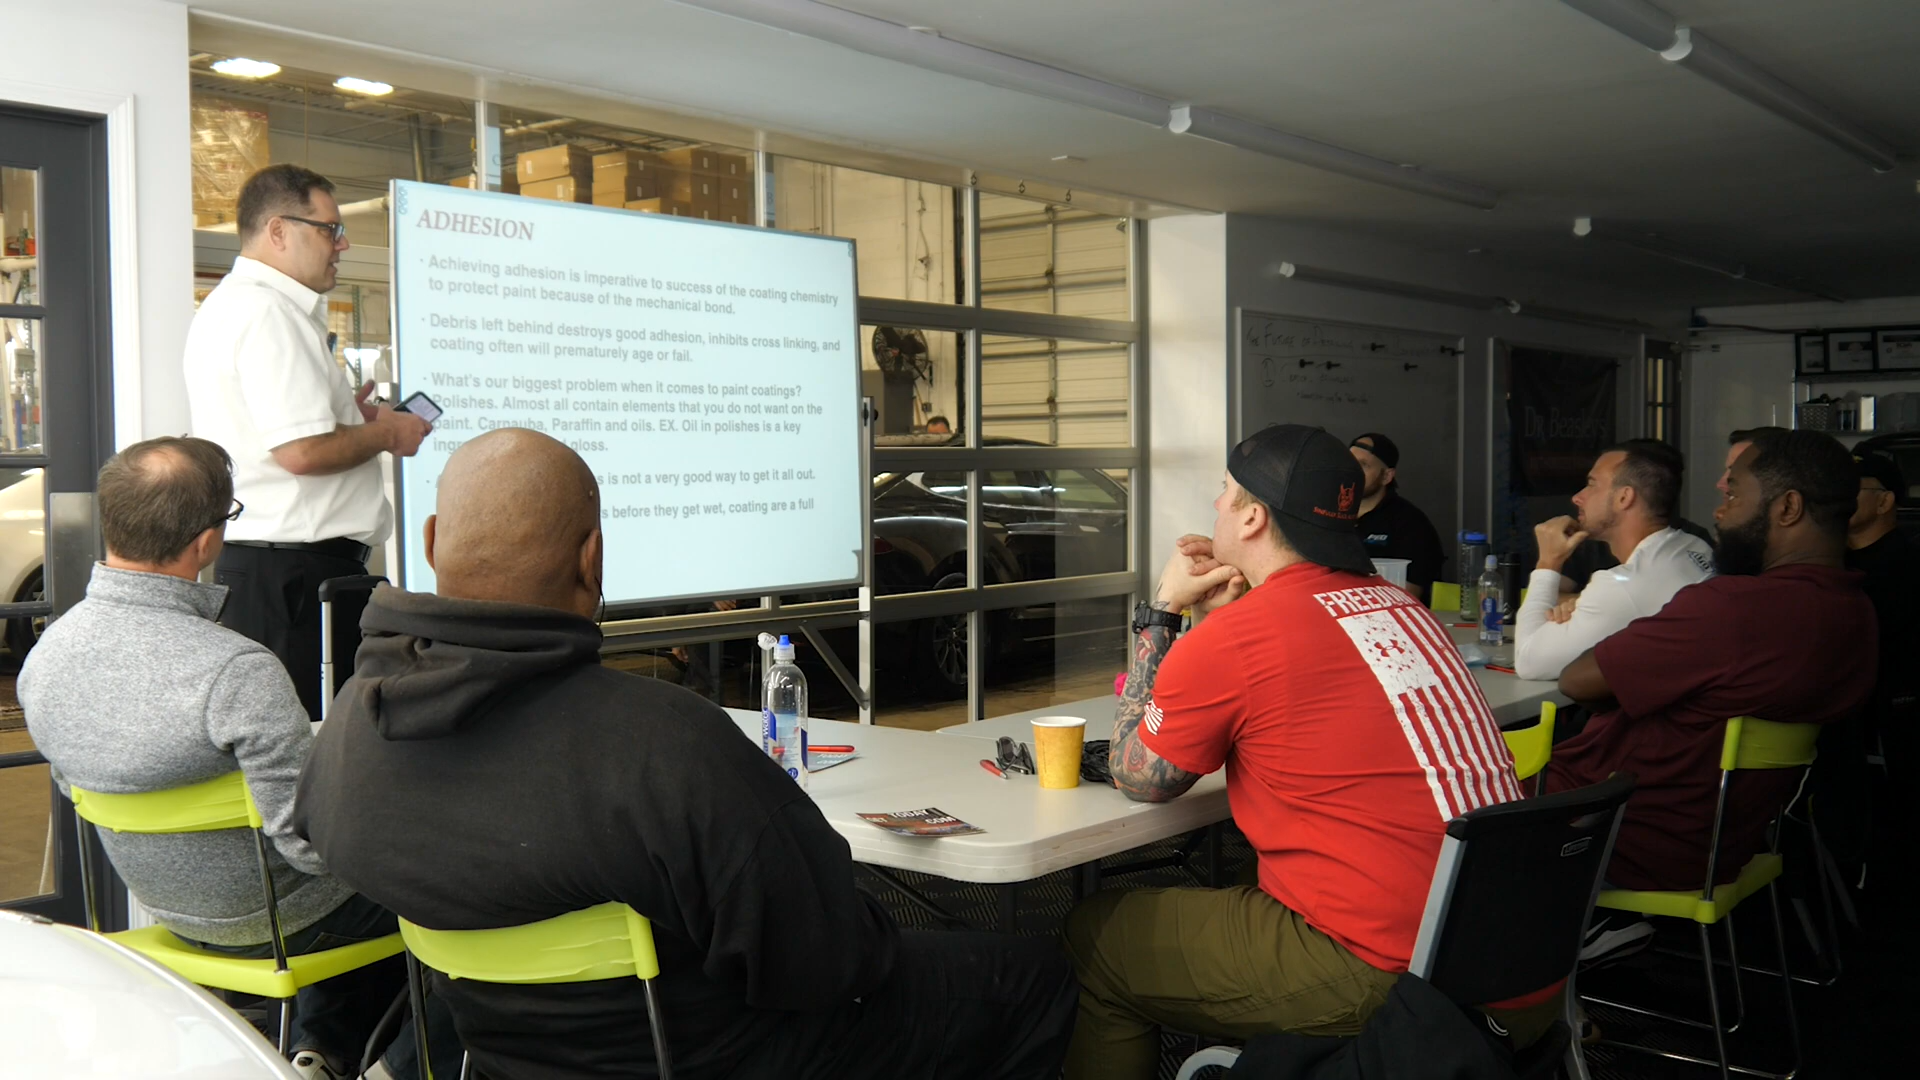 ADHESION
· Achieving adhesion is imperative to success of the coating chemistry
to protect paint because of the mechanical bond.
· Debris left behind destroys good adhesion, inhibits cross linking, and
coating often will prematurely age or fail.
· What's our biggest problem when it comes to paint coatings?
Polishes. Almost all contain elements that you do not want on the
paint. Carnauba, Paraffin and oils. EX. Oil in polishes is a key
gloss.
is not a very good way to get it all out.
before they get wet, coating are a full
Dr. Beasley's
FREEDOM
TODAY!
.COM